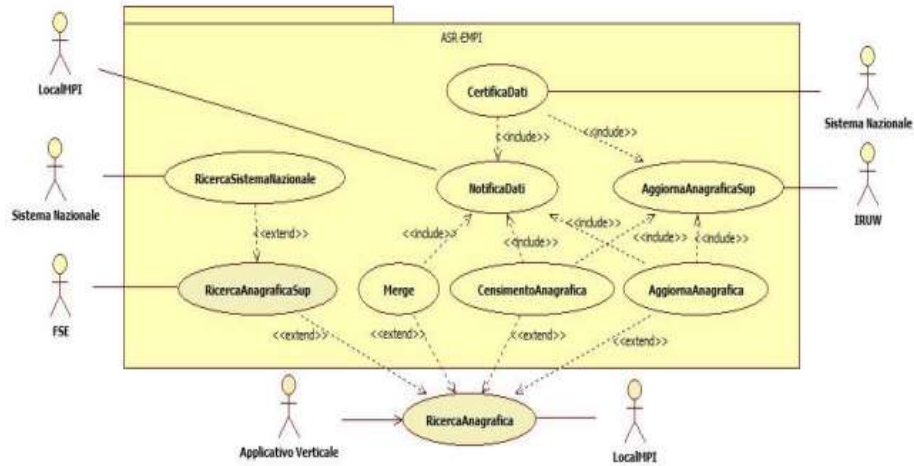 ASR-EMPI
LocalMPI
CertificaDati
Sistema Nazionale
<<include>>
<<include>>
RicercaSistemaNazionale
NotificaDati
AggiornaAnagraficaSup
Sistema Nazionale
IRUW
<<extend>>
<<include>>
<<include>>
<<include>>
<<include>>
<<include>>
RicercaAnagraficaSup
Merge
CensimentoAnagrafica
AggiornaAnagrafica
FSE
<<extend>>
<<extend>>
<<extend>>
<<extend>>
RicercaAnagrafica
Applicativo Verticale
LocalMPI